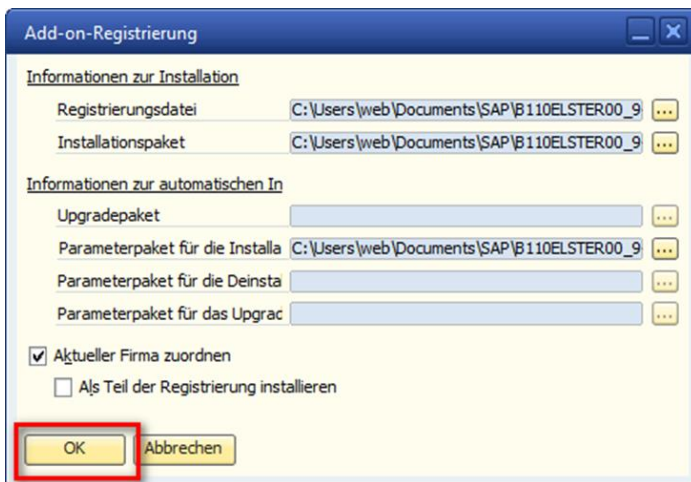 Add-on-Registrierung
Informationen zur Installation
Registrierungsdatei C:\Users\web\Documents\SAP\B110ELSTER00_9 ...
Installationspaket C:\Users\web\Documents\SAP\B110ELSTER00_9 ...
Informationen zur automatischen In
Upgradepaket ...
Parameterpaket für die Installa C:\Users\web\Documents\SAP\B110ELSTER00_9 ...
Parameterpaket für die Deinstal ...
Parameterpaket für das Upgrad ...
Aktueller Firma zuordnen
Als Teil der Registrierung installieren
OK Abbrechen